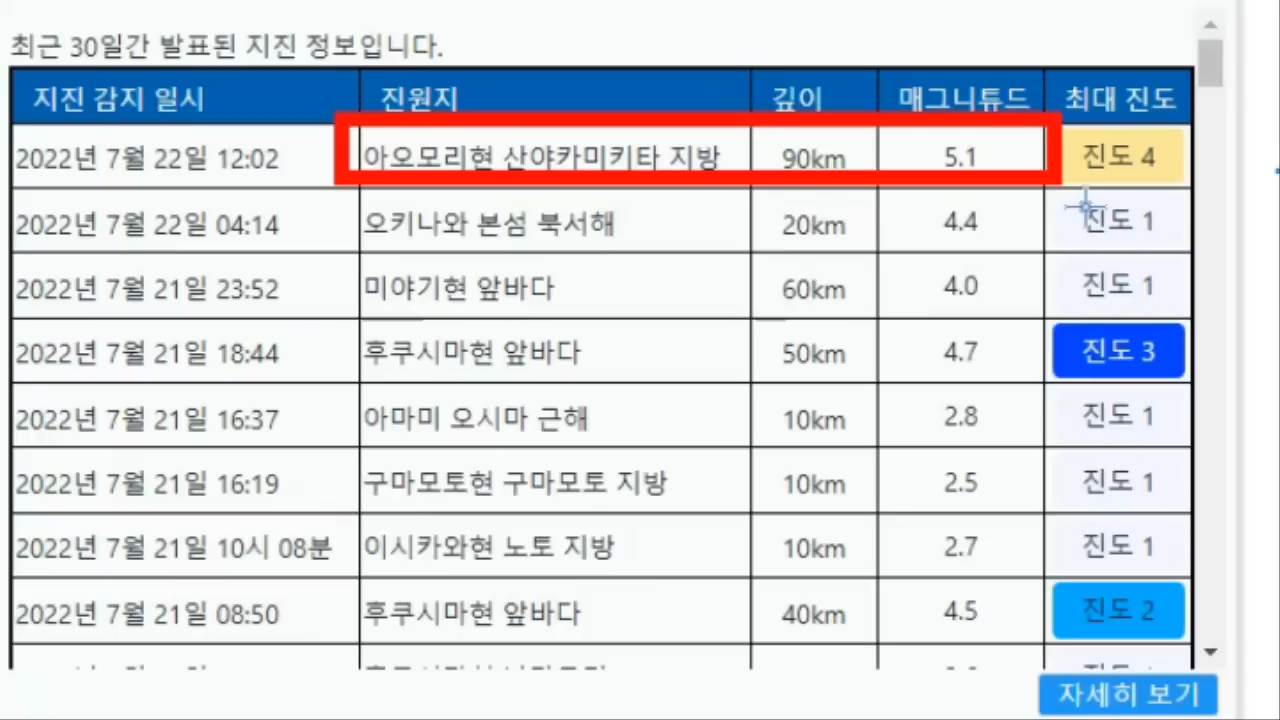 최근 30일간 발표된 지진 정보입니다.
지진 감지 일시 진원지 깊이 매그니튜드 최대 진도
2022년 7월 22일 12:02 아오모리현 산야카미키타 지방 90km 5.1 진도 4
2022년 7월 22일 04:14 오키나와 본섬 북서해 20km 4.4 진도 1
2022년 7월 21일 23:52 미야기현 앞바다 60km 4.0 진도 1
2022년 7월 21일 18:44 후쿠시마현 앞바다 50km 4.7 진도 3
2022년 7월 21일 16:37 아마미 오시마 근해 10km 2.8 진도 1
2022년 7월 21일 16:19 구마모토현 구마모토 지방 10km 2.5 진도 1
2022년 7월 21일 10시 08분 이시카와현 노토 지방 10km 2.7 진도 1
2022년 7월 21일 08:50 후쿠시마현 앞바다 40km 4.5 진도 2
자세히 보기